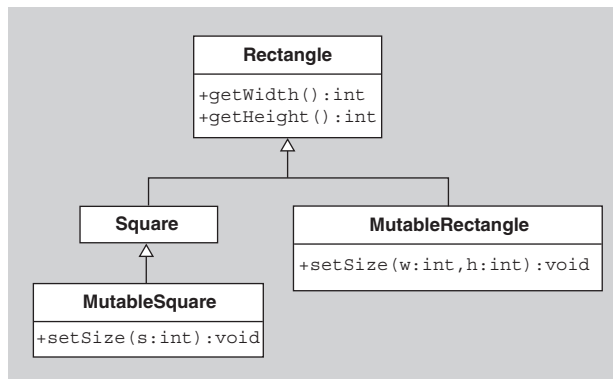 Rectangle
+getWidth():int
+getHeight():int
Square
MutableRectangle
+setSize(w:int,h:int):void
MutableSquare
+setSize(s:int):void